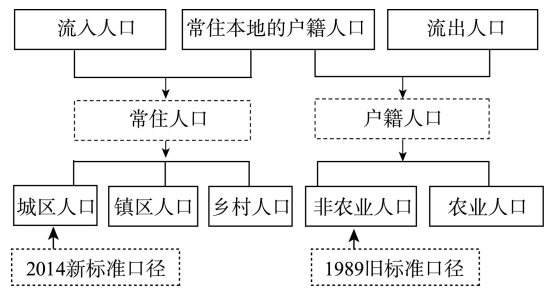 流入人口
常住本地的户籍人口
流出人口
常住人口
户籍人口
城区人口
镇区人口
乡村人口
非农业人口
农业人口
2014新标准口径
1989旧标准口径